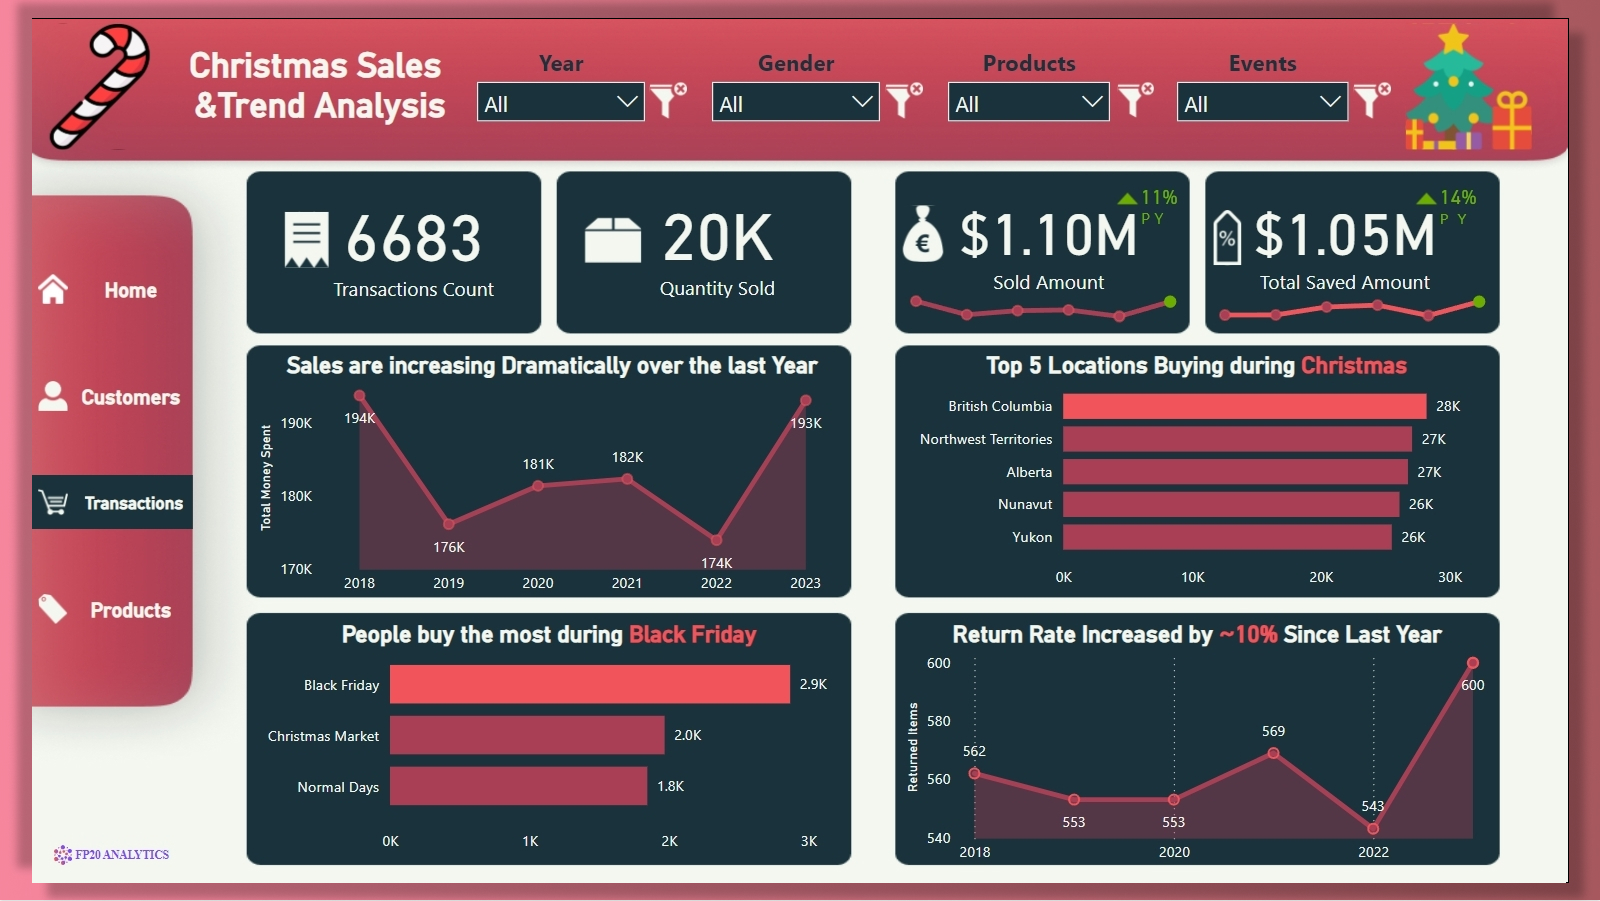 Christmas Sales
&Trend Analysis
Year
All
Gender
All
Products
All
Events
All
Home
Customers
Transactions
Products
FP20 ANALYTICS
6683
Transactions Count
20K
Quantity Sold
€
$1.10M
11%
PY
Sold Amount
%
$1.05M
14%
PY
Total Saved Amount
Sales are increasing Dramatically over the last Year
Total Money Spent
190K
180K
170K
194K
176K
181K
182K
174K
193K
2018 2019 2020 2021 2022 2023
Top 5 Locations Buying during Christmas
British Columbia 28K
Northwest Territories 27K
Alberta 27K
Nunavut 26K
Yukon 26K
0K 10K 20K 30K
People buy the most during Black Friday
Black Friday 2.9K
Christmas Market 2.0K
Normal Days 1.8K
0K 1K 2K 3K
Return Rate Increased by ~10% Since Last Year
Returned Items
600
580
560
540
562
553
553
569
543
600
2018 2020 2022